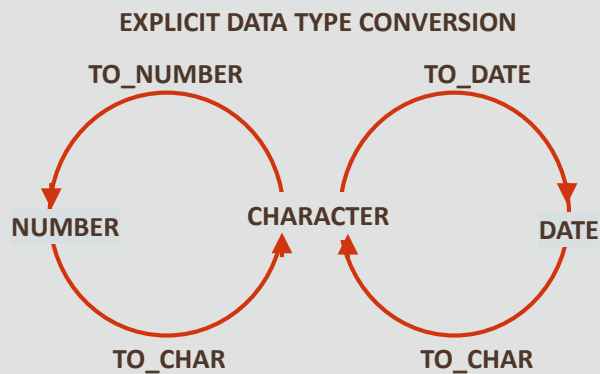 EXPLICIT DATA TYPE CONVERSION
TO_NUMBER
TO_DATE
NUMBER
CHARACTER
DATE
TO_CHAR
TO_CHAR